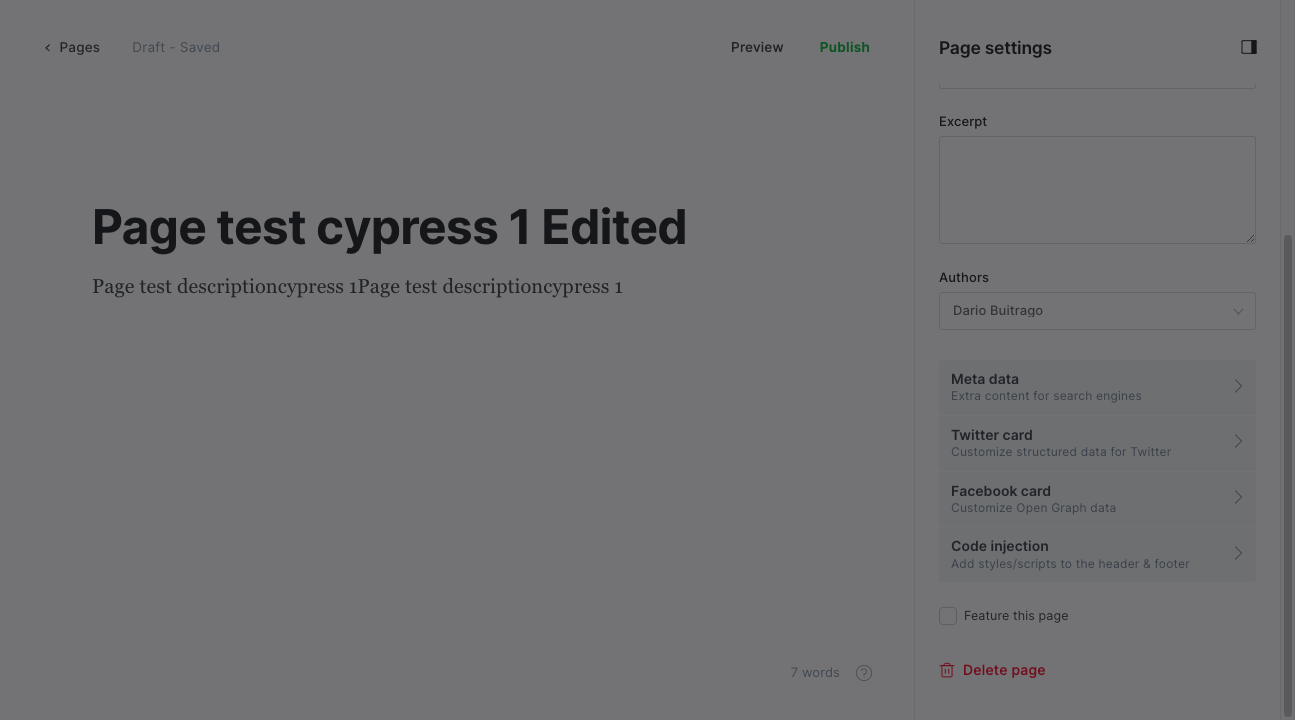 Pages
Draft - Saved
Preview
Publish
Page test cypress 1 Edited
Page test descriptioncypress 1Page test descriptioncypress 1
7 words
?
Page settings
Excerpt
Authors
Dario Buitrago
Meta data
Extra content for search engines
Twitter card
Customize structured data for Twitter
Facebook card
Customize Open Graph data
Code injection
Add styles/scripts to the header & footer
Feature this page
Delete page